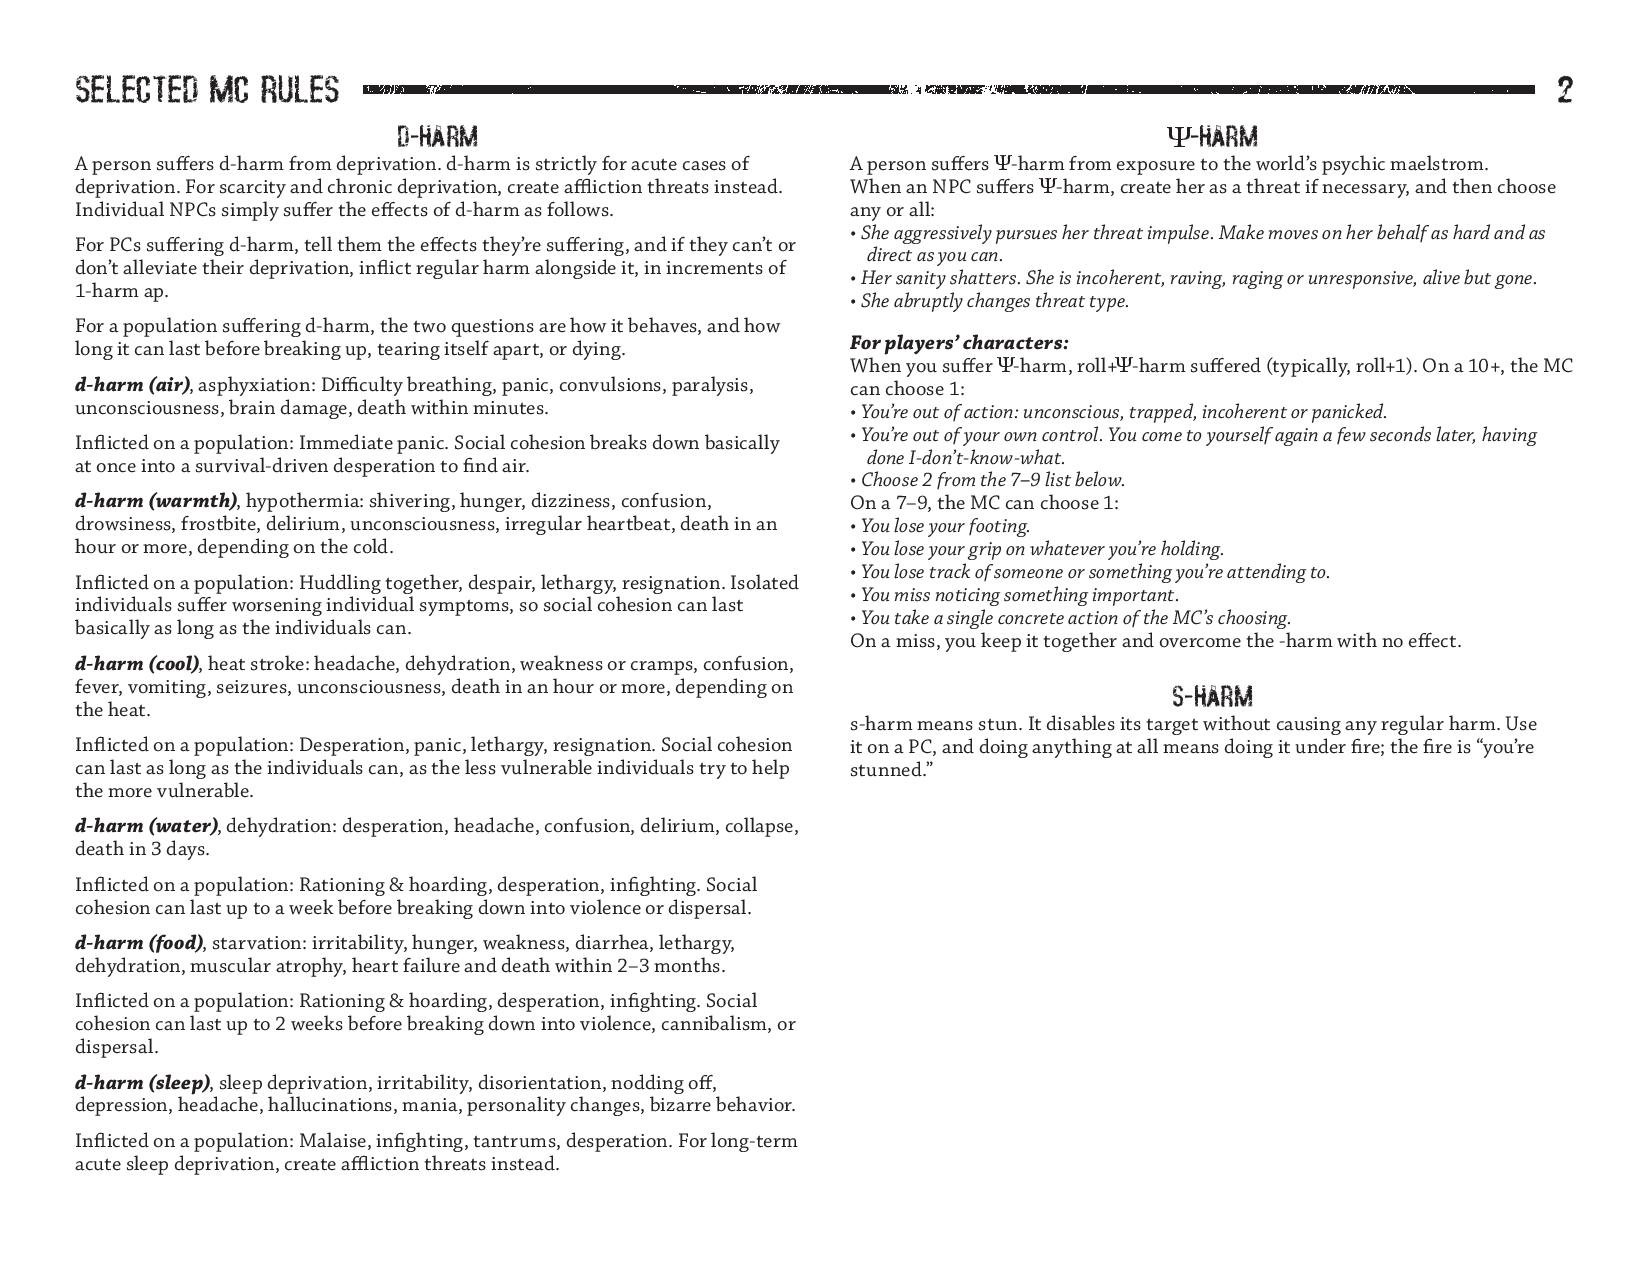 SELECTED MC RULES
2
D-HARM
A person suffers d-harm from deprivation. d-harm is strictly for acute cases of
deprivation. For scarcity and chronic deprivation, create affliction threats instead.
Individual NPCs simply suffer the effects of d-harm as follows.
For PCs suffering d-harm, tell them the effects they're suffering, and if they can't or
don't alleviate their deprivation, inflict regular harm alongside it, in increments of
1-harm ap.
For a population suffering d-harm, the two questions are how it behaves, and how
long it can last before breaking up, tearing itself apart, or dying.
d-harm (air), asphyxiation: Difficulty breathing, panic, convulsions, paralysis,
unconsciousness, brain damage, death within minutes.
Inflicted on a population: Immediate panic. Social cohesion breaks down basically
at once into a survival-driven desperation to find air.
d-harm (warmth), hypothermia: shivering, hunger, dizziness, confusion,
drowsiness, frostbite, delirium, unconsciousness, irregular heartbeat, death in an
hour or more, depending on the cold.
Inflicted on a population: Huddling together, despair, lethargy, resignation. Isolated
individuals suffer worsening individual symptoms, so social cohesion can last
basically as long as the individuals can.
d-harm (cool), heat stroke: headache, dehydration, weakness or cramps, confusion,
fever, vomiting, seizures, unconsciousness, death in an hour or more, depending on
the heat.
Inflicted on a population: Desperation, panic, lethargy, resignation. Social cohesion
can last as long as the individuals can, as the less vulnerable individuals try to help
the more vulnerable.
d-harm (water), dehydration: desperation, headache, confusion, delirium, collapse,
death in 3 days.
Inflicted on a population: Rationing & hoarding, desperation, infighting. Social
cohesion can last up to a week before breaking down into violence or dispersal.
d-harm (food), starvation: irritability, hunger, weakness, diarrhea, lethargy,
dehydration, muscular atrophy, heart failure and death within 2–3 months.
Inflicted on a population: Rationing & hoarding, desperation, infighting. Social
cohesion can last up to 2 weeks before breaking down into violence, cannibalism, or
dispersal.
d-harm (sleep), sleep deprivation, irritability, disorientation, nodding off,
depression, headache, hallucinations, mania, personality changes, bizarre behavior.
Inflicted on a population: Malaise, infighting, tantrums, desperation. For long-term
acute sleep deprivation, create affliction threats instead.
Ψ-HARM
A person suffers Ψ-harm from exposure to the world's psychic maelstrom.
When an NPC suffers Ψ-harm, create her as a threat if necessary, and then choose
any or all:
• She aggressively pursues her threat impulse. Make moves on her behalf as hard and as
direct as you can.
• Her sanity shatters. She is incoherent, raving, raging or unresponsive, alive but gone.
• She abruptly changes threat type.
For players' characters:
When you suffer Ψ-harm, roll+Ψ-harm suffered (typically, roll+1). On a 10+, the MC
can choose 1:
• You're out of action: unconscious, trapped, incoherent or panicked.
• You're out of your own control. You come to yourself again a few seconds later, having
done I-don't-know-what.
• Choose 2 from the 7–9 list below.
On a 7–9, the MC can choose 1:
• You lose your footing.
• You lose your grip on whatever you're holding.
• You lose track of someone or something you're attending to.
• You miss noticing something important.
• You take a single concrete action of the MC's choosing.
On a miss, you keep it together and overcome the -harm with no effect.
S-HARM
s-harm means stun. It disables its target without causing any regular harm. Use
it on a PC, and doing anything at all means doing it under fire; the fire is “you're
stunned.”